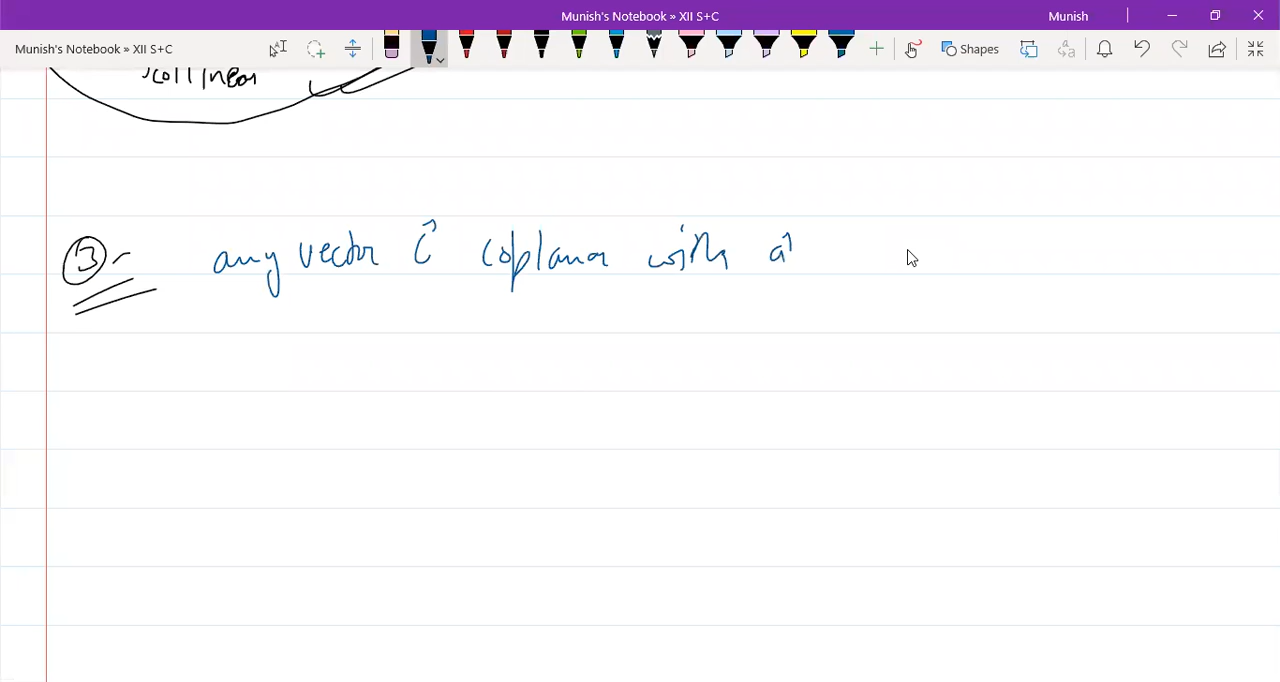 Munish's Notebook » XII S+C
Munish
Munish's Notebook » XII S+C
Shapes
collinear
③-
any vector c⃗ coplanar with a⃗